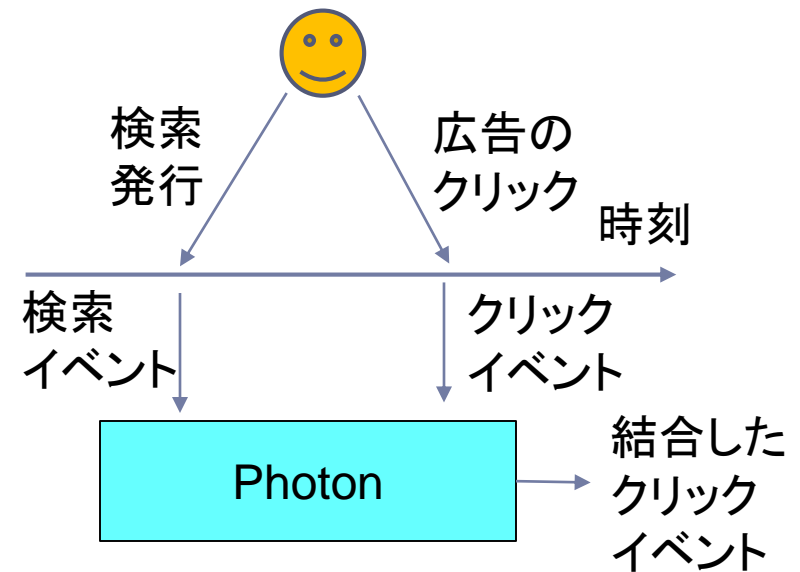 検索
発行
広告の
クリック
時刻
検索
イベント
クリック
イベント
Photon
結合した
クリック
イベント